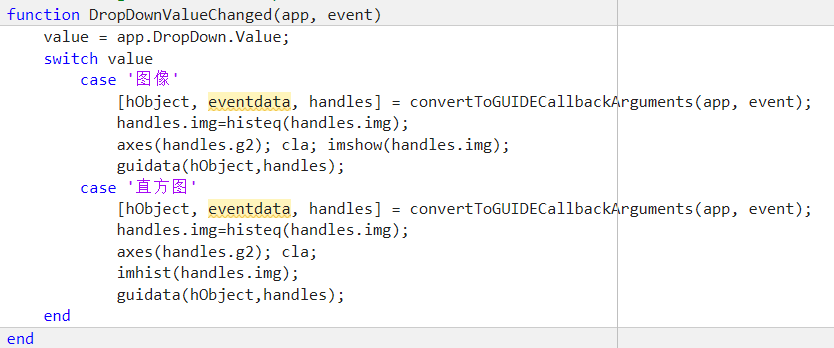 function DropDownValueChanged(app, event)
value = app.DropDown.Value;
switch value
case '图像'
[hObject, eventdata, handles] = convertToGUIDECallbackArguments(app, event);
handles.img=histeq(handles.img);
axes(handles.g2); cla; imshow(handles.img);
guidata(hObject,handles);
case '直方图'
[hObject, eventdata, handles] = convertToGUIDECallbackArguments(app, event);
handles.img=histeq(handles.img);
axes(handles.g2); cla;
imhist(handles.img);
guidata(hObject,handles);
end
end